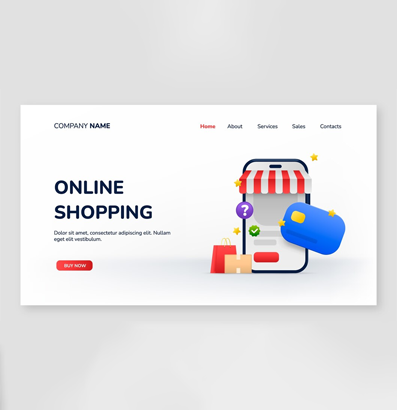 COMPANY NAME
Home About Services Sales Contacts
ONLINE
SHOPPING
Dolor sit amet, consectetur adipiscing elit. Nullam
eget elit vestibulum.
BUY NOW
?